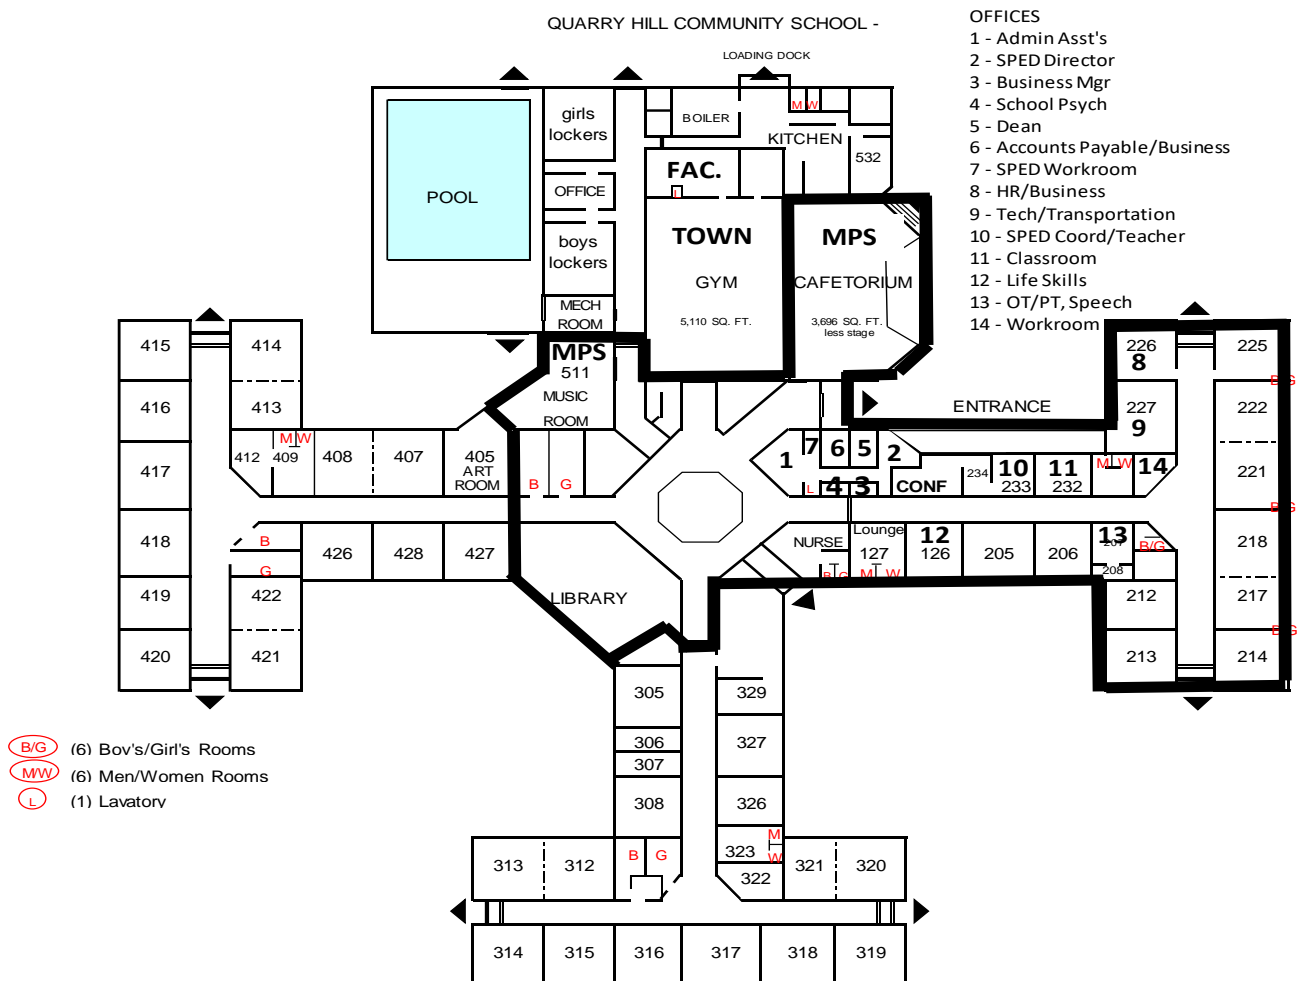 QUARRY HILL COMMUNITY SCHOOL -
OFFICES
1 - Admin Asst's
2 - SPED Director
3 - Business Mgr
4 - School Psych
5 - Dean
6 - Accounts Payable/Business
7 - SPED Workroom
8 - HR/Business
9 - Tech/Transportation
10 - SPED Coord/Teacher
11 - Classroom
12 - Life Skills
13 - OT/PT, Speech
14 - Workroom
LOADING DOCK
girls
lockers
BOILER
M W
KITCHEN
532
FAC.
L
OFFICE
POOL
boys
lockers
TOWN
GYM
5,110 SQ. FT.
MPS
CAFETORIUM
3,696 SQ. FT.
less stage
MECH
ROOM
MPS
511
MUSIC
ROOM
415 414
416 413
417 412 409 M W 408 407 405
ART
ROOM
B G
418 B
G
426 428 427
419 422
420 421
LIBRARY
ENTRANCE
226
8
225
B/G
227
9
222
221
B/G
1 7 6 5 2
L 4 3 CONF
234
10
233
11
232
M W
14
NURSE
B G
Lounge
127
M W
12
126
205 206
13
207
208
B/G
218
212 217
B/G
213 214
305 329
306 327
307
308 326
323 M
W
322
313 312 B G 321 320
314 315 316 317 318 319
B/G (6) Boy's/Girl's Rooms
M/W (6) Men/Women Rooms
L (1) Lavatory